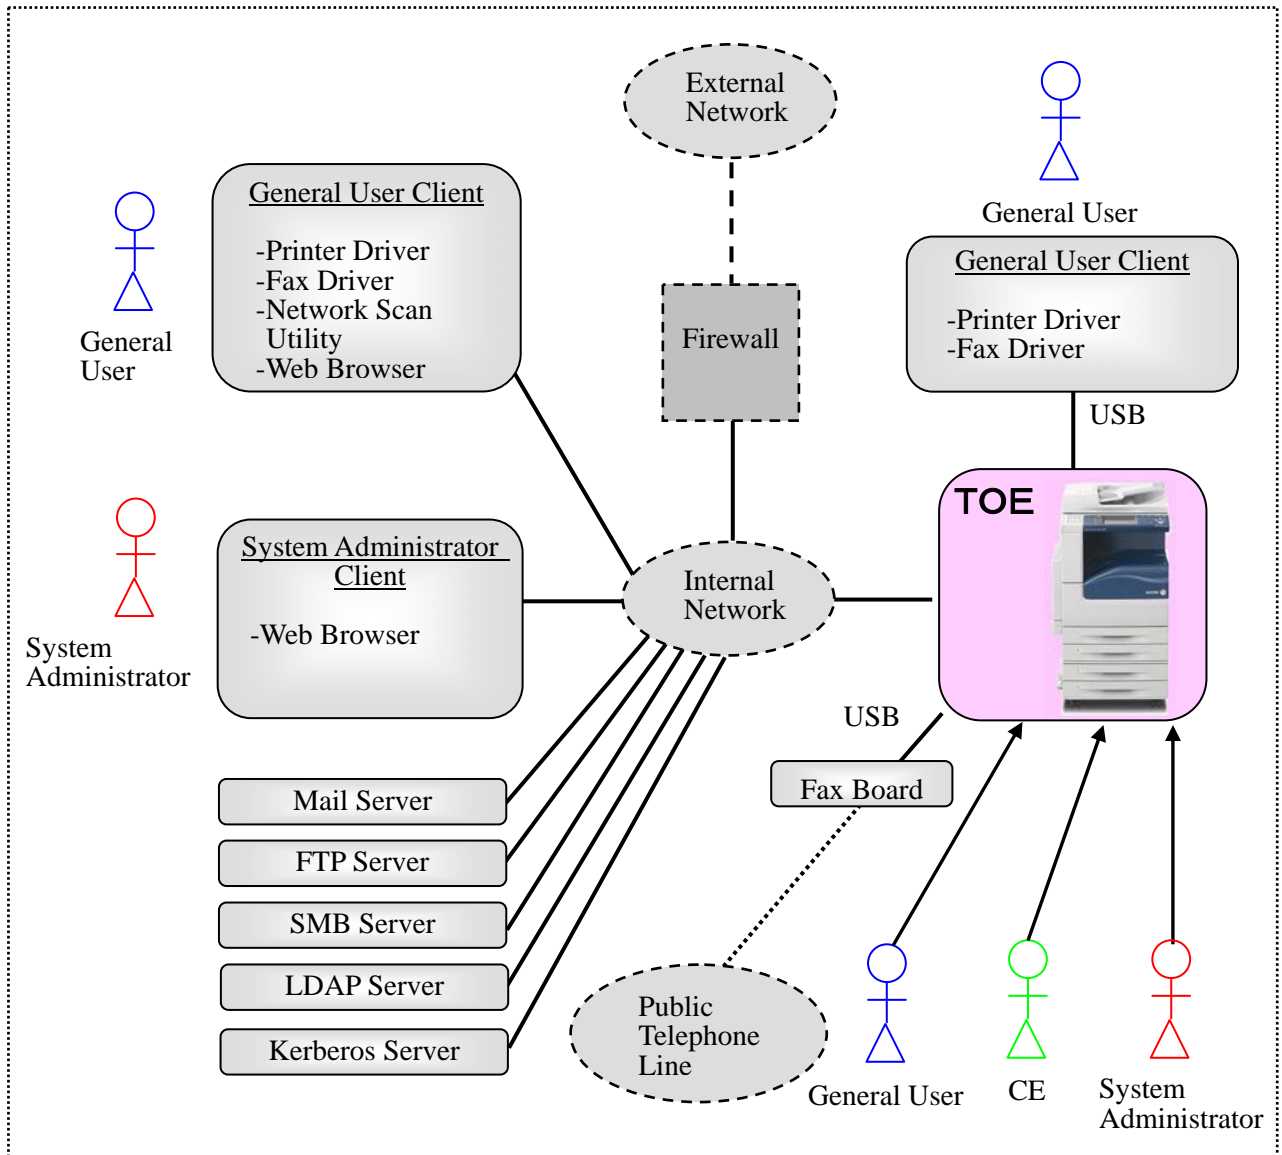 External
Network
General User
General User Client
-Printer Driver
-Fax Driver
-Network Scan
Utility
-Web Browser
General
User
Firewall
General User Client
-Printer Driver
-Fax Driver
USB
TOE
System Administrator
Client
-Web Browser
System
Administrator
Internal
Network
USB
Fax Board
Mail Server
FTP Server
SMB Server
LDAP Server
Kerberos Server
Public
Telephone
Line
General User
CE
System
Administrator